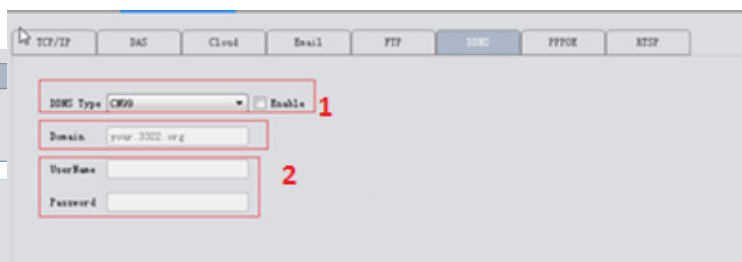 TCP/IP DAS Cloud Email FTP DDNS PPPOE RTSP
DDNS Type CN99 Enable 1
Domain your.3322.org
UserName 2
Password